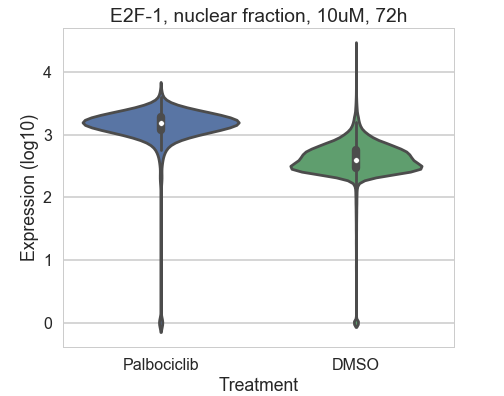 E2F-1, nuclear fraction, 10uM, 72h
4
3
2
1
0
Expression (log10)
Palbociclib DMSO
Treatment